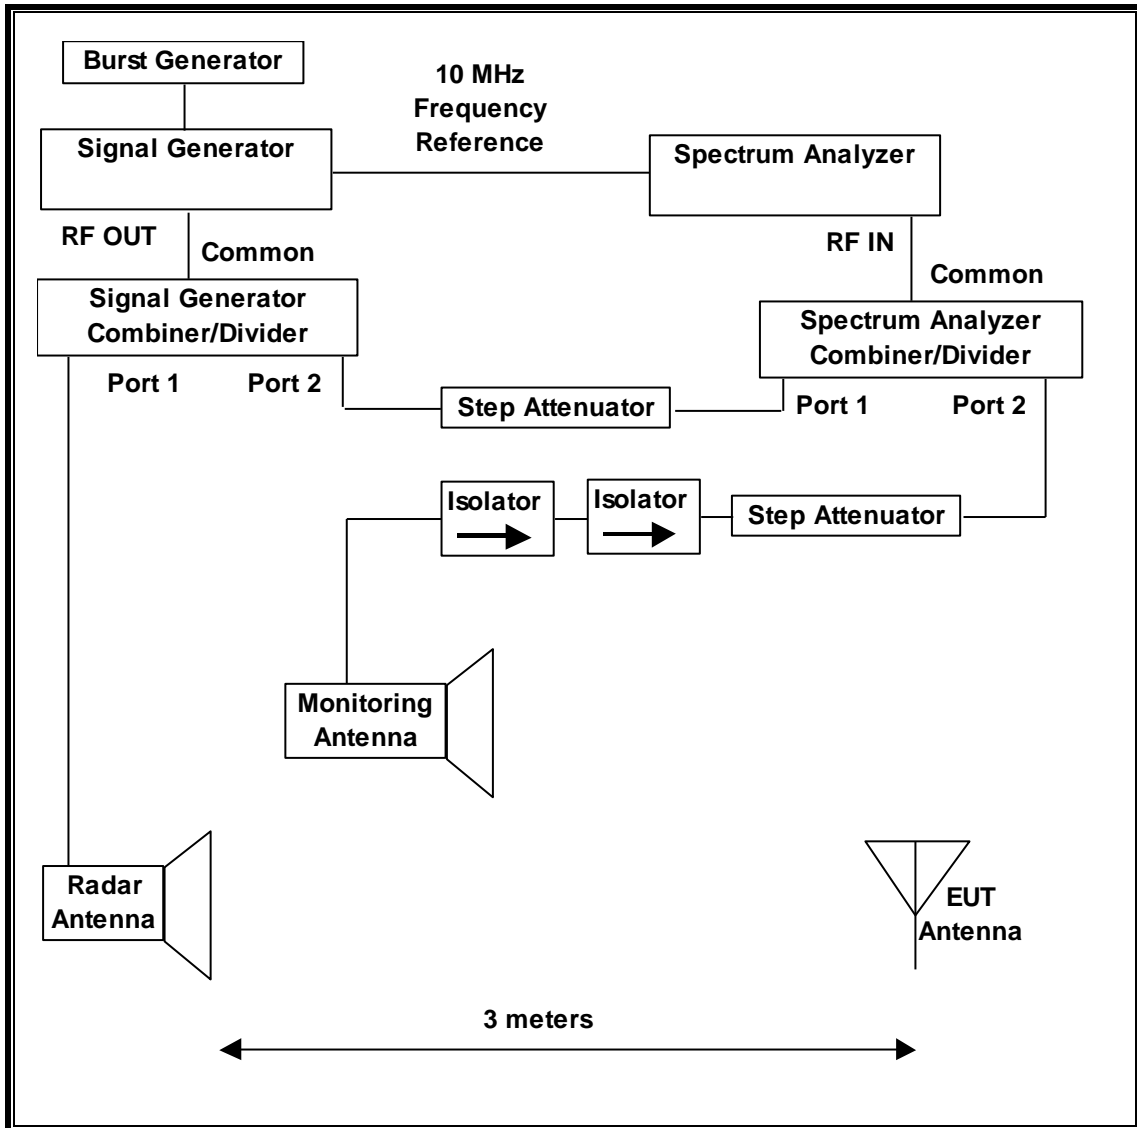 Burst Generator
10 MHz
Frequency
Reference
Signal Generator
Spectrum Analyzer
RF OUT
Common
RF IN
Common
Signal Generator
Combiner/Divider
Spectrum Analyzer
Combiner/Divider
Port 1
Port 2
Step Attenuator
Port 1
Port 2
Isolator
Isolator
Step Attenuator
Monitoring
Antenna
Radar
Antenna
EUT
Antenna
3 meters